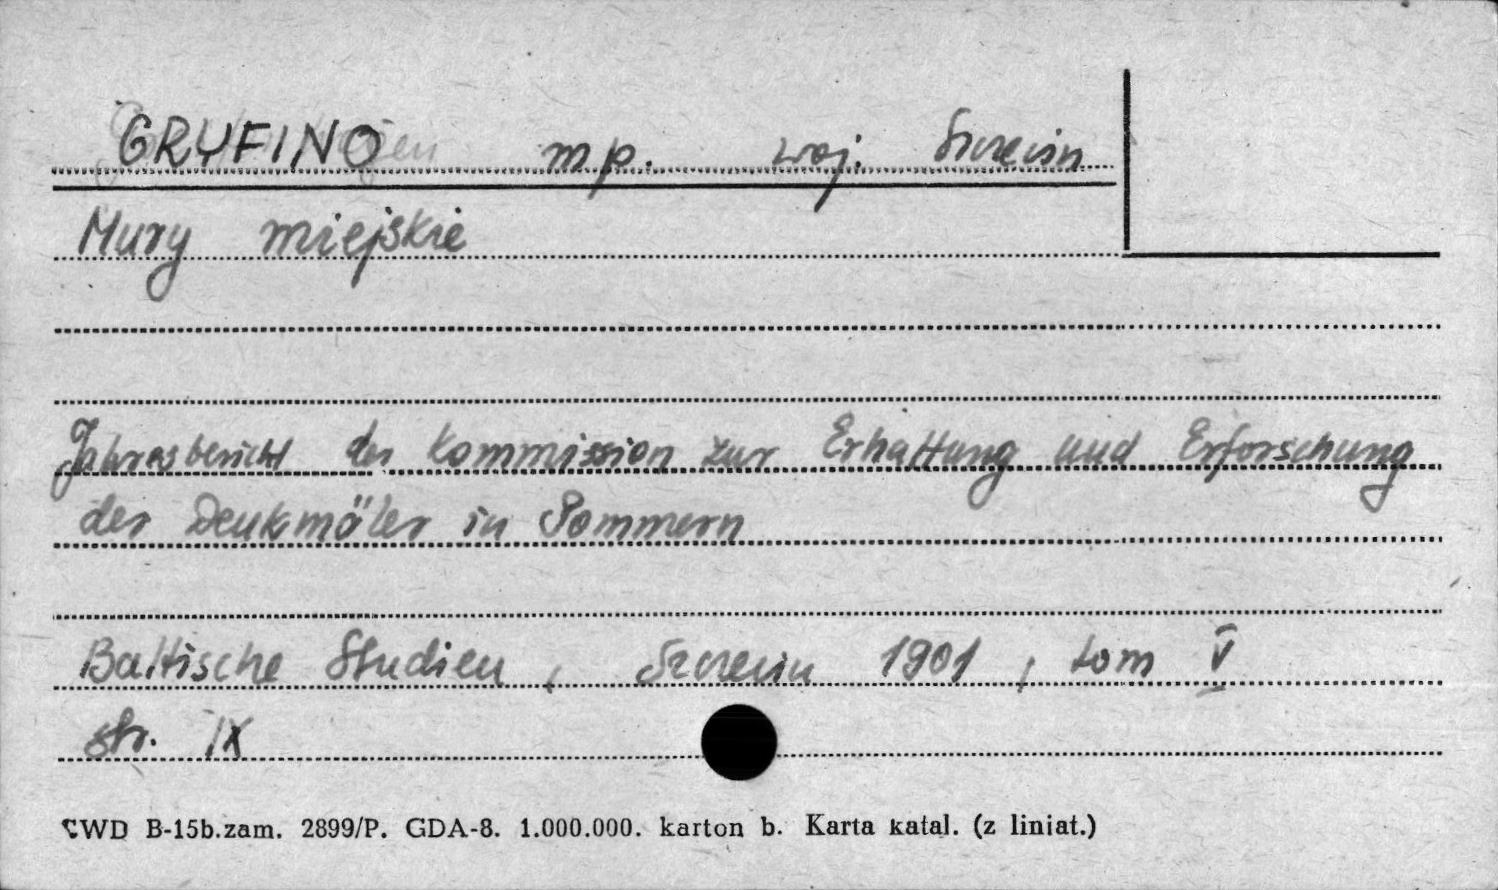 GRYFINO mp. woj. Szczecin
Mury miejskie
Jahresbericht der Kommission zur Erhaltung und Erforschung
der Denkmäler in Pommern
Baltische Studien, Szczecin 1901, tom V
str. IX
CWD B-15b.zam. 2899/P. GDA-8. 1.000.000. karton b. Karta katal. (z liniat.)